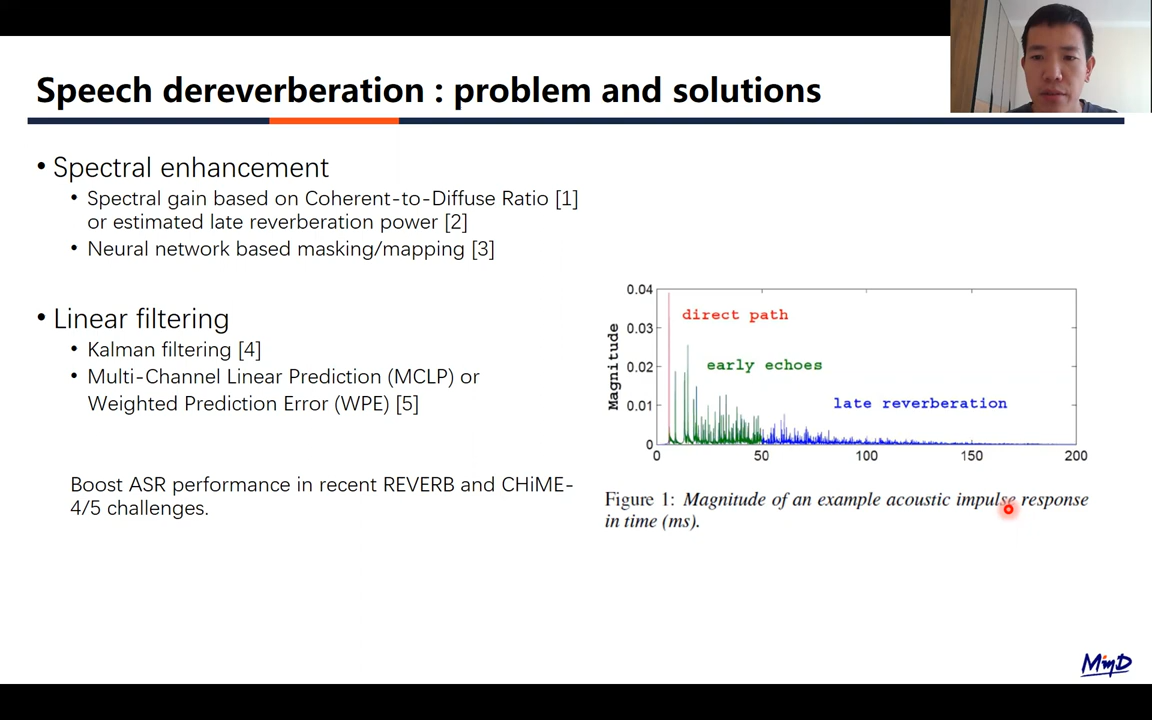 Speech dereverberation : problem and solutions
• Spectral enhancement
• Spectral gain based on Coherent-to-Diffuse Ratio [1]
or estimated late reverberation power [2]
• Neural network based masking/mapping [3]
• Linear filtering
• Kalman filtering [4]
• Multi-Channel Linear Prediction (MCLP) or
Weighted Prediction Error (WPE) [5]
Boost ASR performance in recent REVERB and CHiME-
4/5 challenges.
0.04
direct path
0.03
early echoes
0.02
late reverberation
0.01
0
Magnitude
0 50 100 150 200
Figure 1: Magnitude of an example acoustic impulse response
in time (ms).
MinD